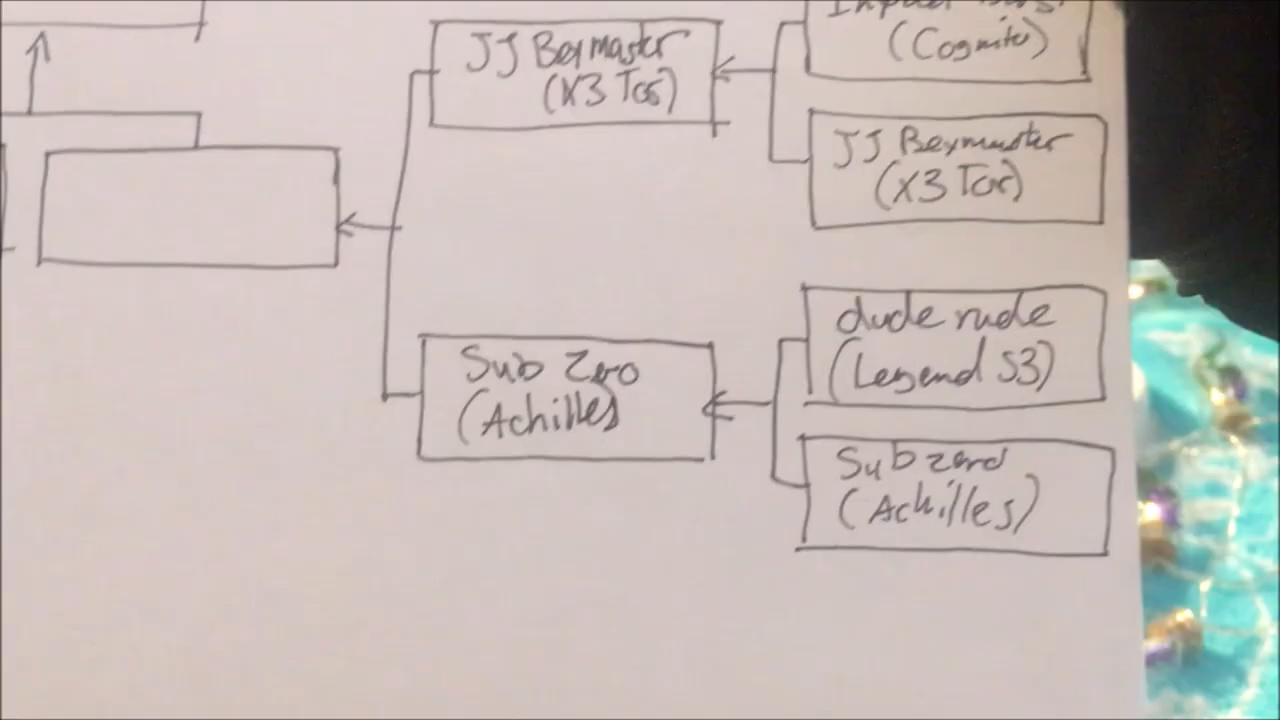 JJ Beymaster
(X3 Tor)
(Cognite)
JJ Beymaster
(X3 Tor)
Sub Zero
(Achilles
dude rude
(Legend S3)
Sub zero
(Achilles)